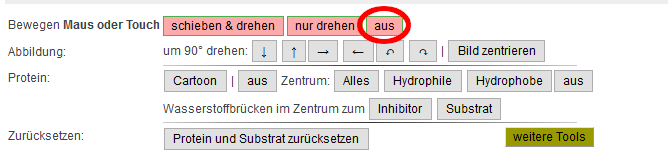 Bewegen Maus oder Touch schieben & drehen nur drehen aus
Abbildung: um 90° drehen: ↓ ↑ → ← ↶ ↷ | Bild zentrieren
Protein: Cartoon | aus Zentrum: Alles Hydrophile Hydrophobe aus
Wasserstoffbrücken im Zentrum zum Inhibitor Substrat
Zurücksetzen: Protein und Substrat zurücksetzen weitere Tools